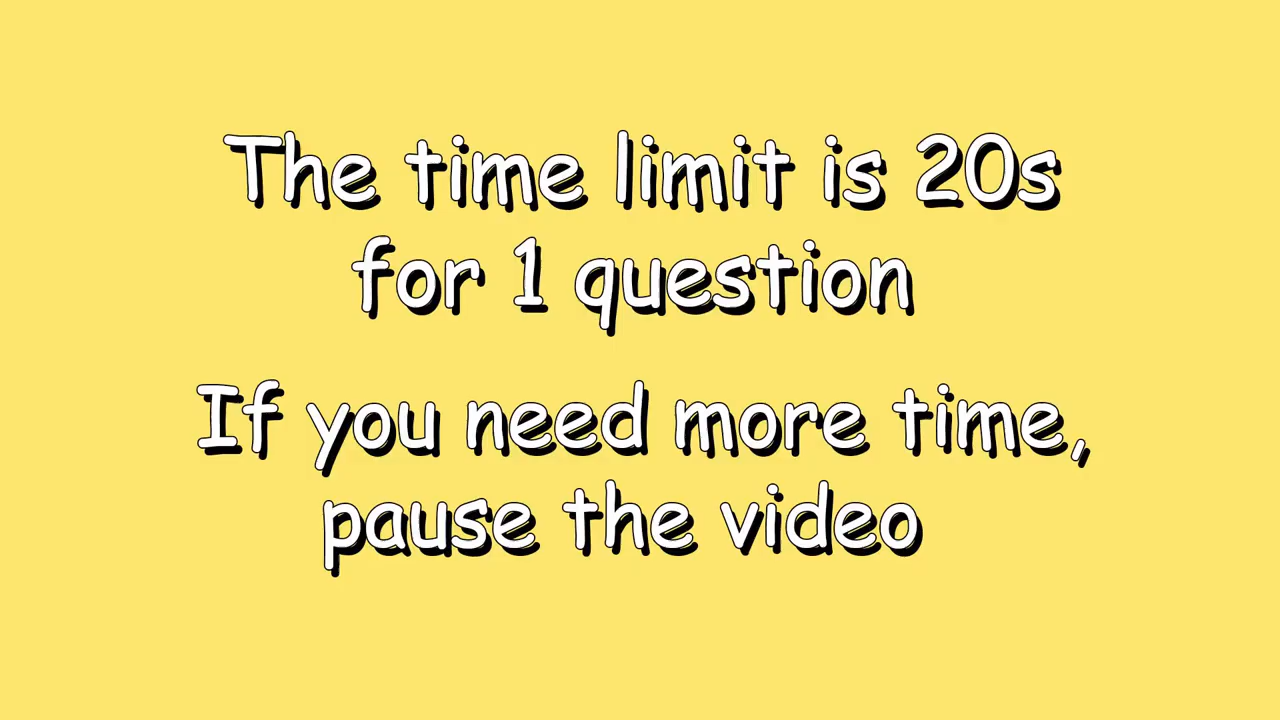 The time limit is 20s
for 1 question
If you need more time,
pause the video